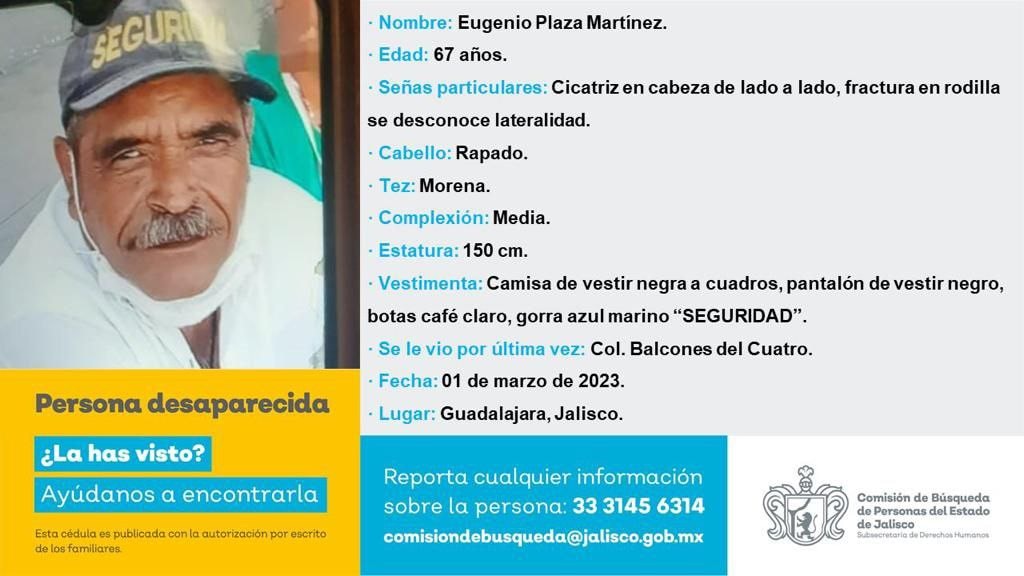 SEGURI
· Nombre: Eugenio Plaza Martínez.
· Edad: 67 años.
· Señas particulares: Cicatriz en cabeza de lado a lado, fractura en rodilla
se desconoce lateralidad.
· Cabello: Rapado.
· Tez: Morena.
· Complexión: Media.
· Estatura: 150 cm.
· Vestimenta: Camisa de vestir negra a cuadros, pantalón de vestir negro,
botas café claro, gorra azul marino “SEGURIDAD”.
· Se le vio por última vez: Col. Balcones del Cuatro.
· Fecha: 01 de marzo de 2023.
· Lugar: Guadalajara, Jalisco.
Persona desaparecida
¿La has visto?
Ayúdanos a encontrarla
Esta cédula es publicada con la autorización por escrito
de los familiares.
Reporta cualquier información
sobre la persona: 33 3145 6314
comisiondebusqueda@jalisco.gob.mx
Comisión de Búsqueda
de Personas del Estado
de Jalisco
Subsecretaría de Derechos Humanos